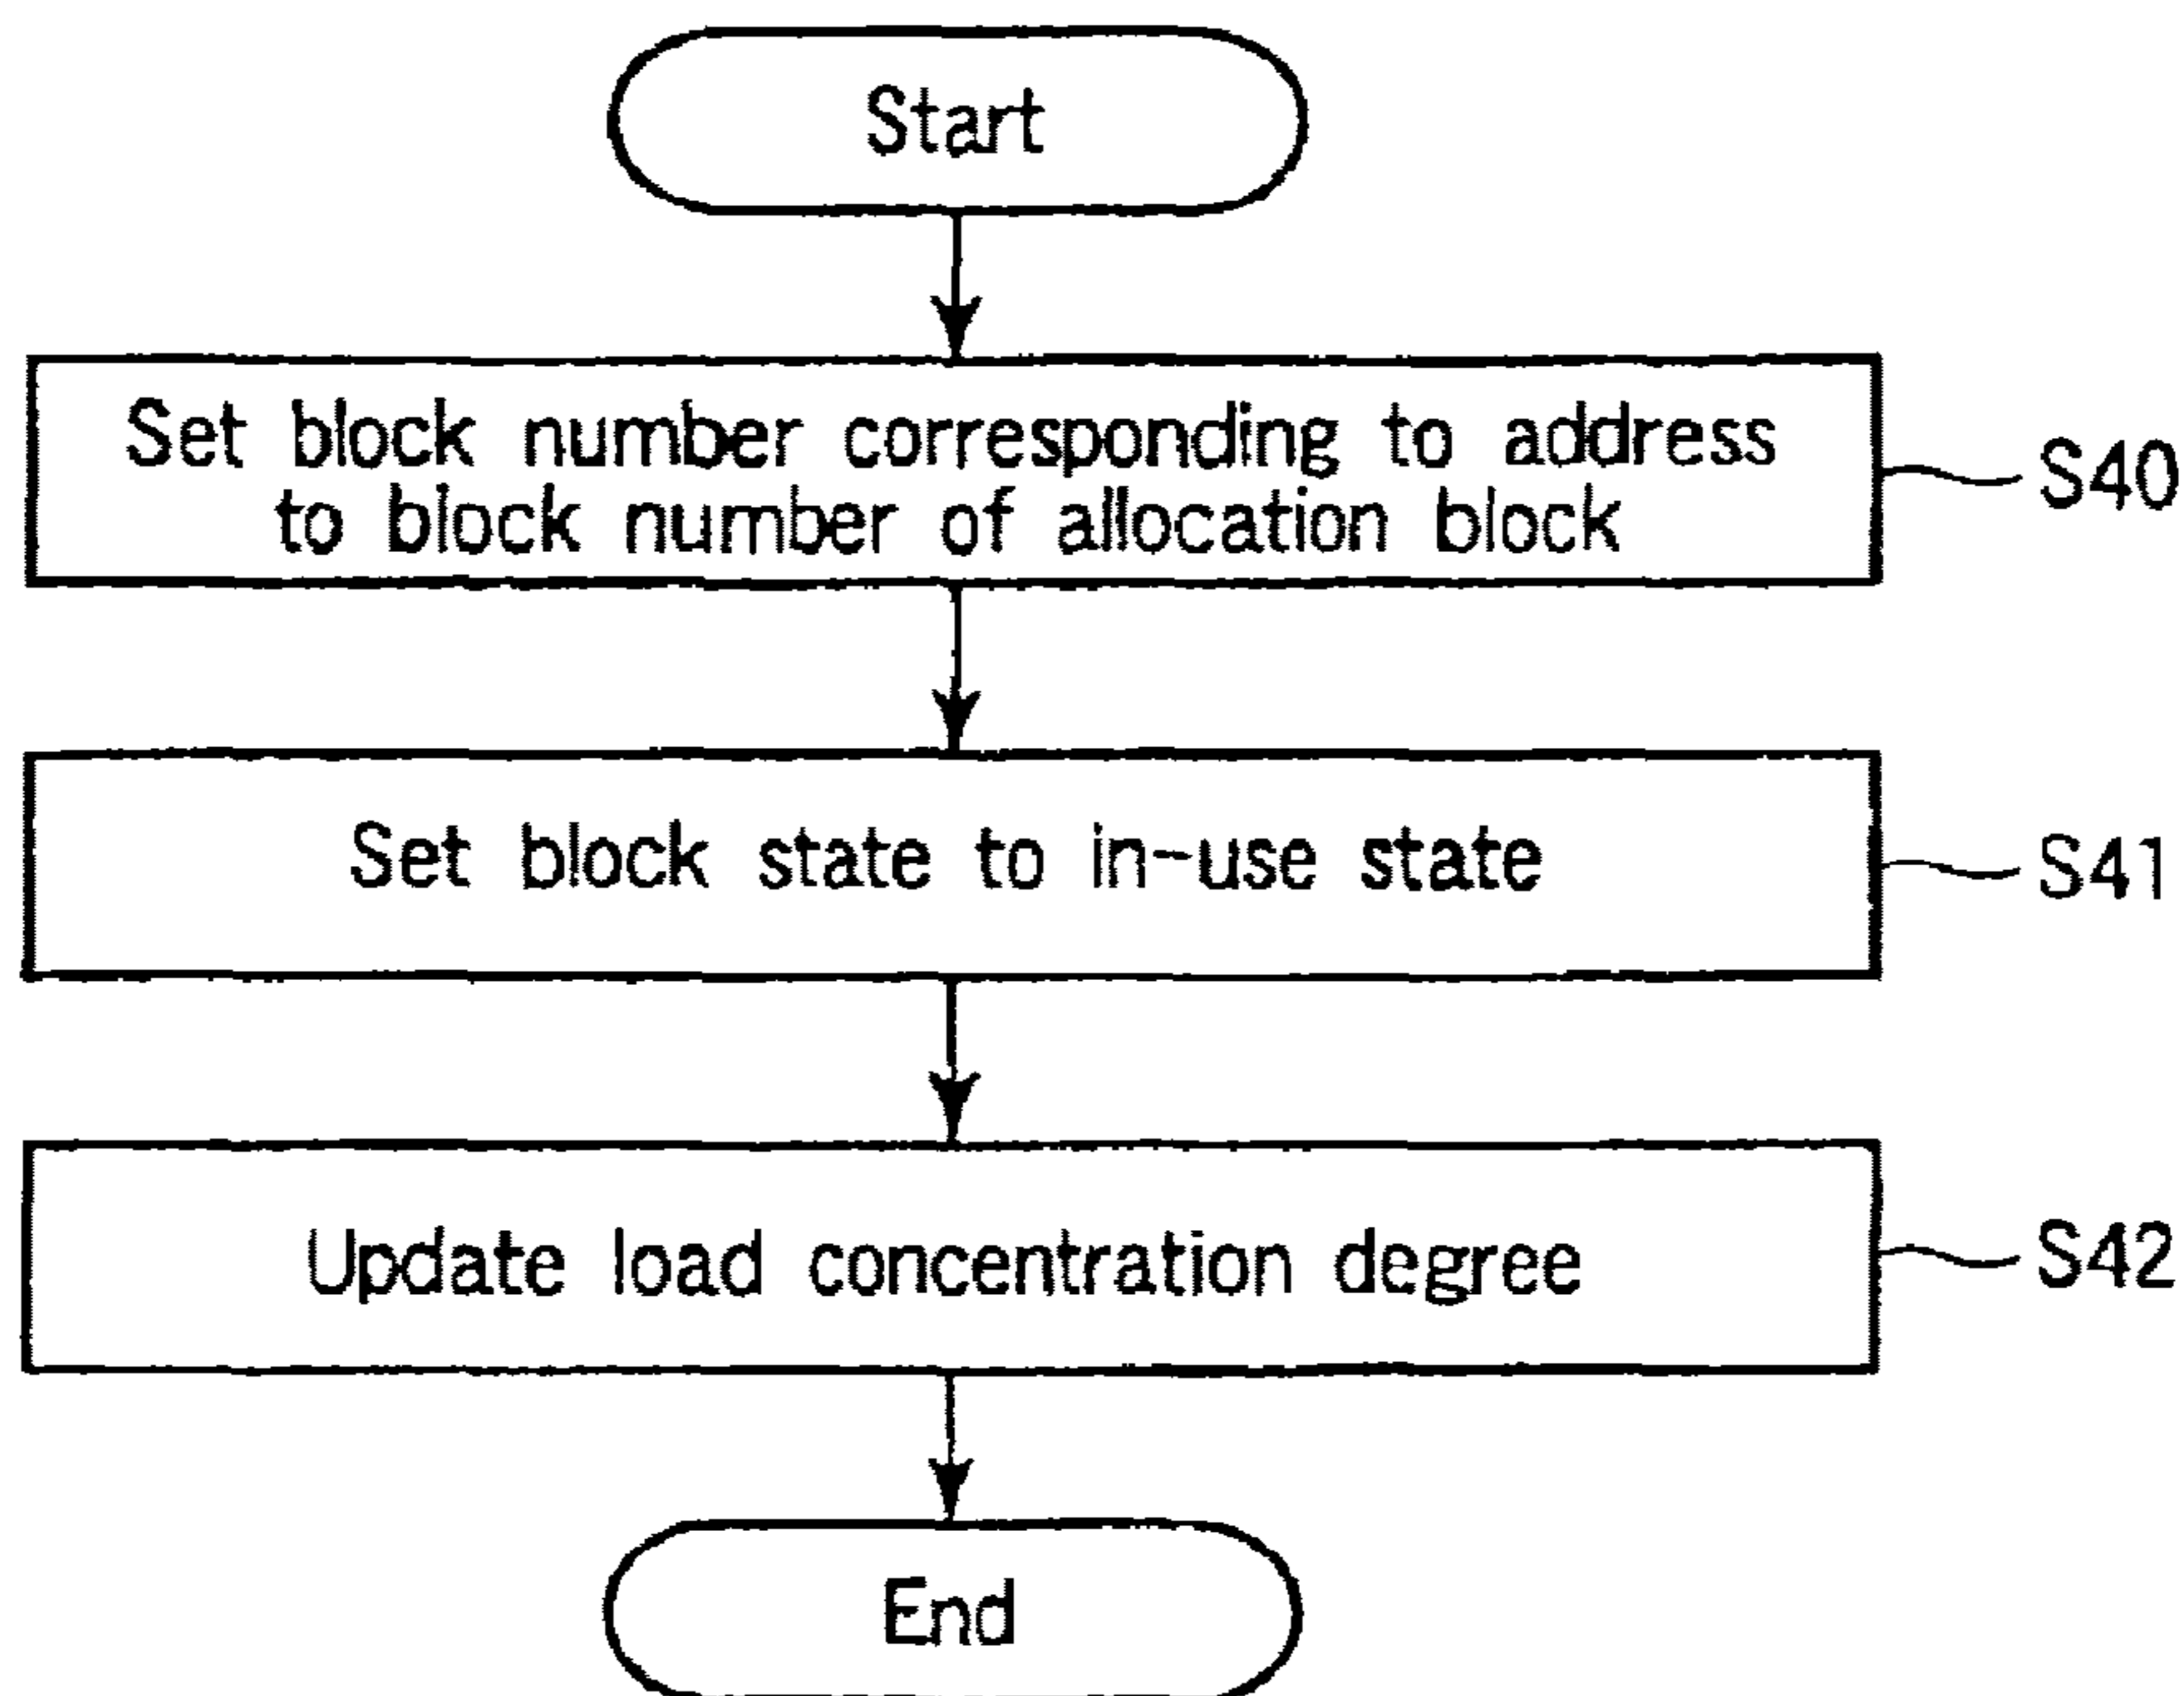 Start
Set block number corresponding to address
to block number of allocation block
S40
Set block state to in-use state
S41
Update load concentration degree
S42
End